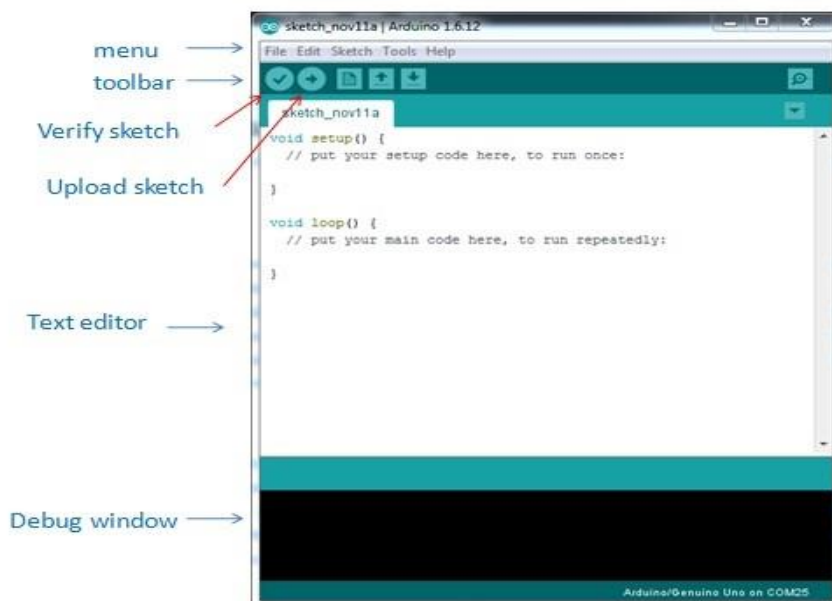 sketch_nov11a | Arduino 1.6.12
menu
File Edit Sketch Tools Help
toolbar
sketch_nov11a
Verify sketch
void setup() {
// put your setup code here, to run once:
Upload sketch
}
void loop() {
// put your main code here, to run repeatedly:
}
Text editor
Debug window
Arduino/Genuino Uno on COM25